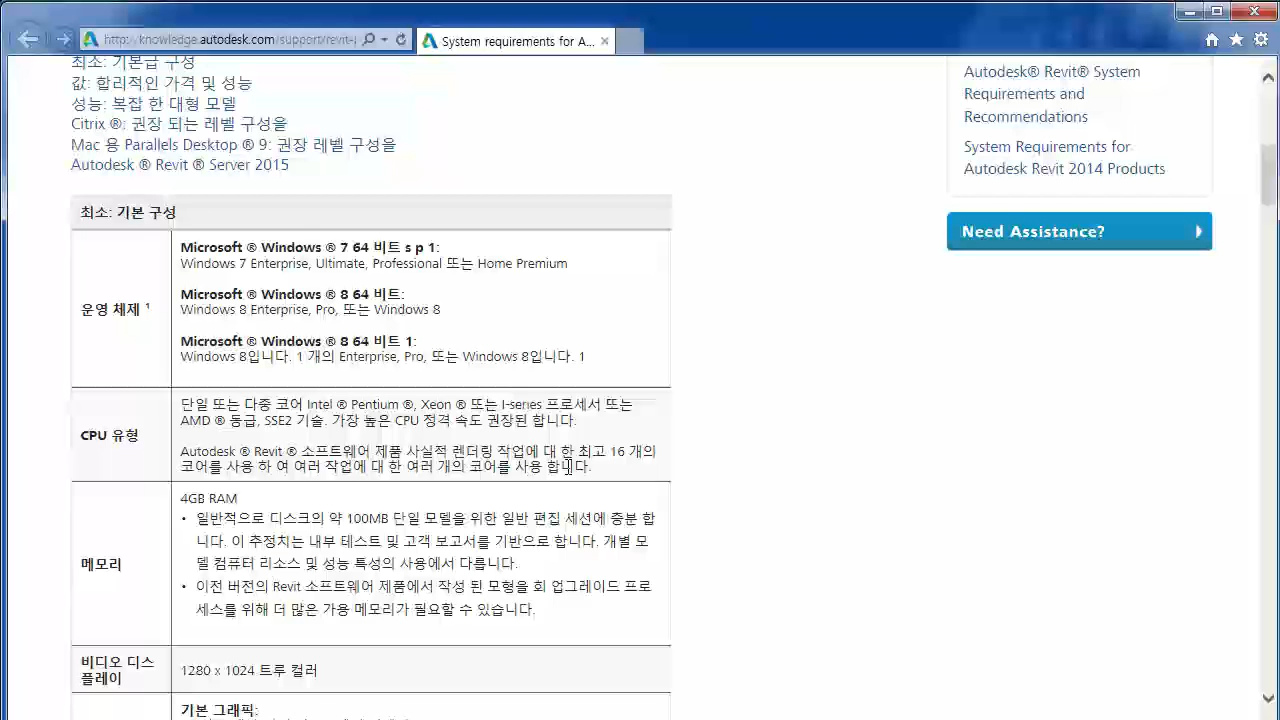 http://knowledge.autodesk.com/support/revit-
System requirements for A...
최소: 기본급 구성
값: 합리적인 가격 및 성능
성능: 복잡 한 대형 모델
Citrix ®: 권장 되는 레벨 구성을
Mac 용 Parallels Desktop ® 9: 권장 레벨 구성을
Autodesk ® Revit ® Server 2015
최소: 기본 구성
운영 체제 ¹
Microsoft ® Windows ® 7 64 비트 s p 1:
Windows 7 Enterprise, Ultimate, Professional 또는 Home Premium
Microsoft ® Windows ® 8 64 비트:
Windows 8 Enterprise, Pro, 또는 Windows 8
Microsoft ® Windows ® 8 64 비트 1:
Windows 8입니다. 1 개의 Enterprise, Pro, 또는 Windows 8입니다. 1
CPU 유형
단일 또는 다중 코어 Intel ® Pentium ®, Xeon ® 또는 I-series 프로세서 또는
AMD ® 동급, SSE2 기술. 가장 높은 CPU 정격 속도 권장된 합니다.
Autodesk ® Revit ® 소프트웨어 제품 사실적 렌더링 작업에 대 한 최고 16 개의
코어를 사용 하 여 여러 작업에 대 한 여러 개의 코어를 사용 합니다.
메모리
4GB RAM
• 일반적으로 디스크의 약 100MB 단일 모델을 위한 일반 편집 세션에 충분 합
니다. 이 추정치는 내부 테스트 및 고객 보고서를 기반으로 합니다. 개별 모
델 컴퓨터 리소스 및 성능 특성의 사용에서 다릅니다.
• 이전 버전의 Revit 소프트웨어 제품에서 작성 된 모형을 회 업그레이드 프로
세스를 위해 더 많은 가용 메모리가 필요할 수 있습니다.
비디오 디스
플레이
1280 x 1024 트루 컬러
기본 그래픽:
Autodesk® Revit® System
Requirements and
Recommendations
System Requirements for
Autodesk Revit 2014 Products
Need Assistance?